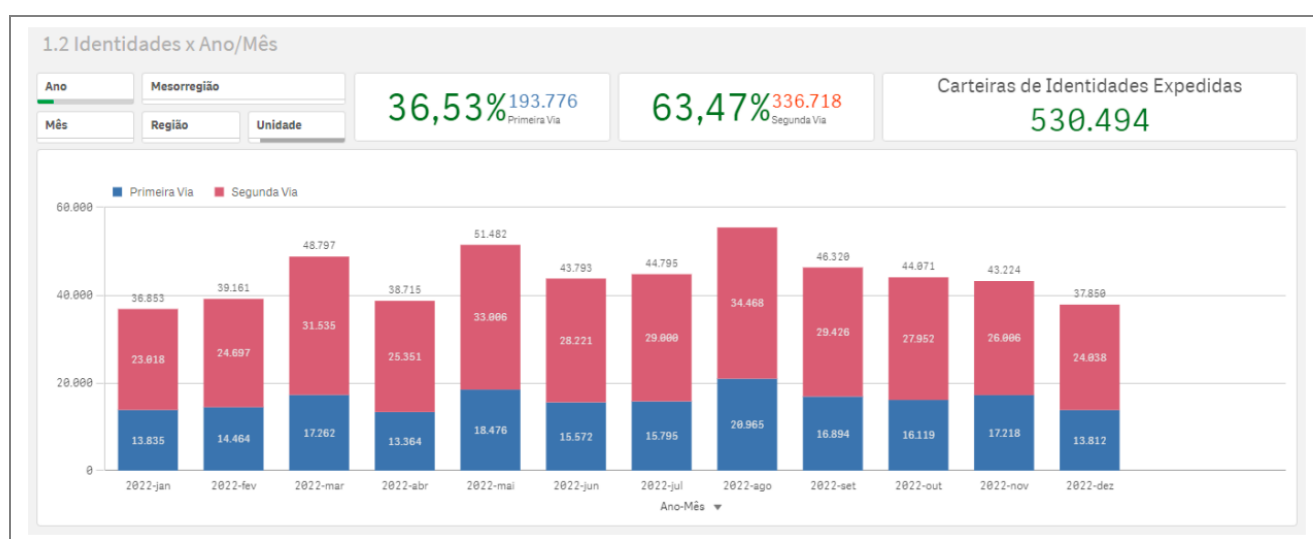 1.2 Identidades x Ano/Mês
Ano
Mesorregião
Mês
Região
Unidade
36,53%
193.776
Primeira Via
63,47%
336.718
Segunda Via
Carteiras de Identidades Expedidas
530.494
Primeira Via
Segunda Via
60.000
40.000
20.000
0
36.853
39.161
48.797
38.715
51.482
43.793
44.795
46.320
44.071
43.224
37.850
23.018
24.697
31.535
25.351
33.006
28.221
29.000
34.468
29.426
27.952
26.006
24.038
13.835
14.464
17.262
13.364
18.476
15.572
15.795
20.965
16.894
16.119
17.218
13.812
2022-jan
2022-fev
2022-mar
2022-abr
2022-mai
2022-jun
2022-jul
2022-ago
2022-set
2022-out
2022-nov
2022-dez
Ano-Mês